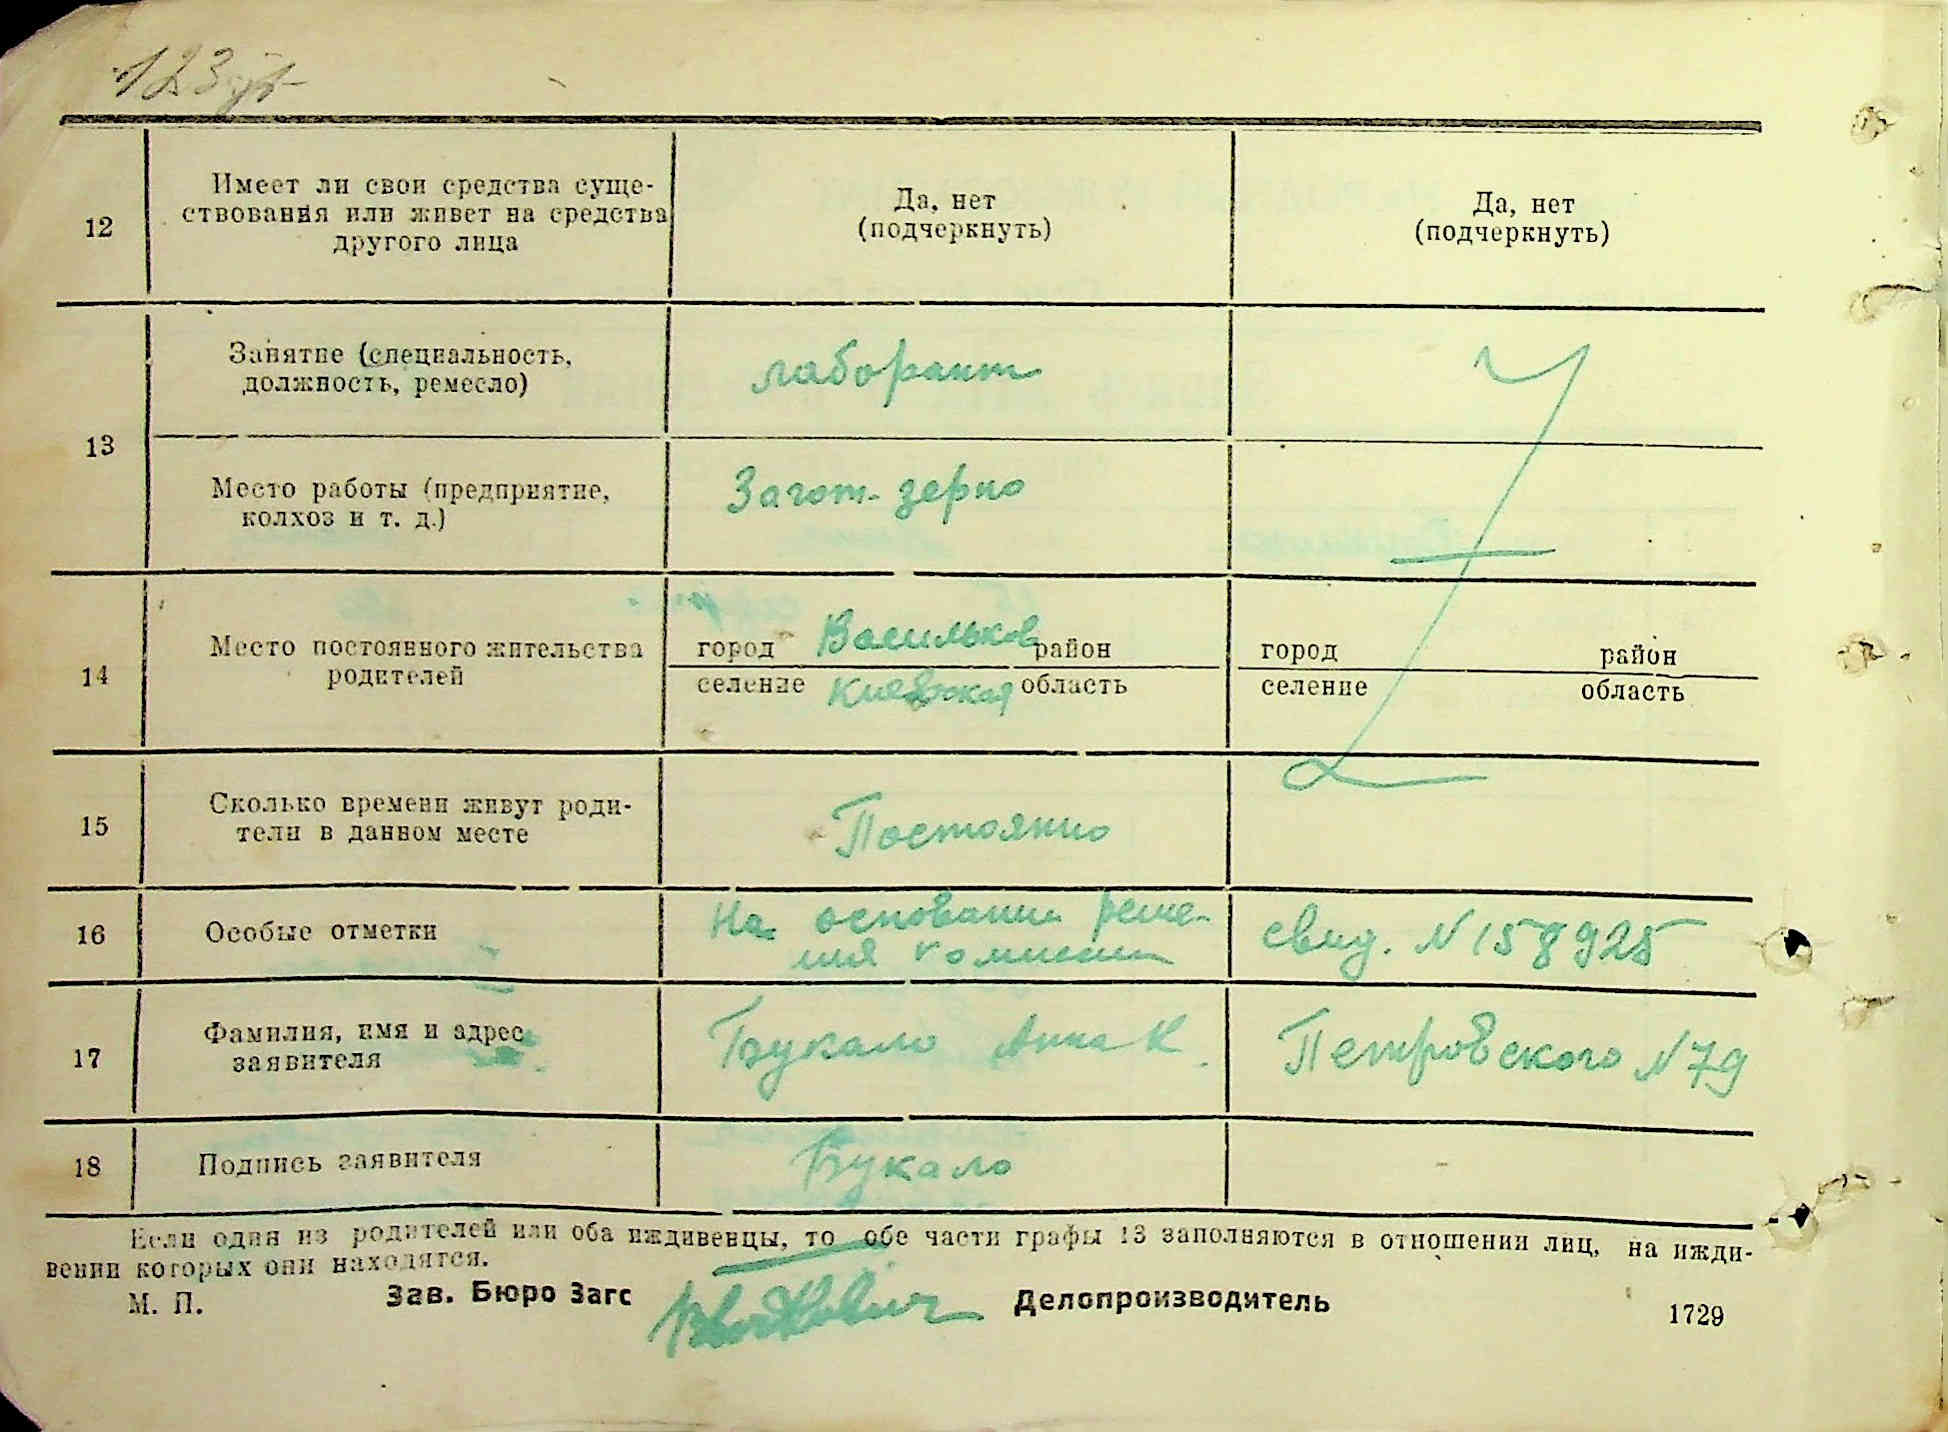 123
12
Имеет ли свои средства суще-
ствования или живет на средства
другого лица
Да, нет
(подчеркнуть)
Да, нет
(подчеркнуть)
13
Занятие (специальность,
должность, ремесло)
лаборант
Место работы (предприятие,
колхоз и т. д.)
Загот-зерно
14
Место постоянного жительства
родителей
город Васильков район
селение Киевская область
город район
селение область
15
Сколько времени живут роди-
тели в данном месте
Постоянно
16
Особые отметки
На основании реше-
ния комиссии
свид. N 158925
17
Фамилия, имя и адрес
заявителя
Букало Анна К.
Петровского N 79
18
Подпись заявителя
Букало
Если один из родителей или оба иждивенцы, то обе части графы 13 заполняются в отношении лиц, на ижди-
вении которых они находятся.
М. П. Зав. Бюро Загс Делопроизводитель 1729